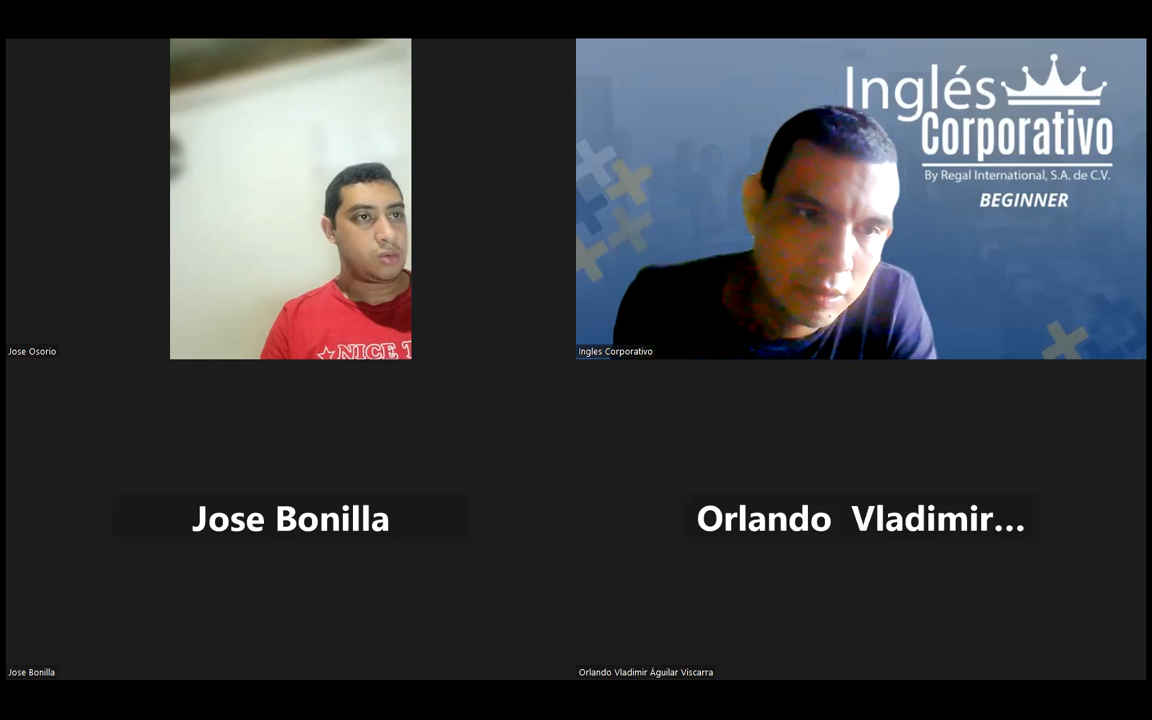 Inglés
Corporativo
By Regal International, S.A. de C.V.
BEGINNER
NICE T
Jose Osorio
Ingles Corporativo
Jose Bonilla
Orlando Vladimir...
Jose Bonilla
Orlando Vladimir Águilar Viscarra